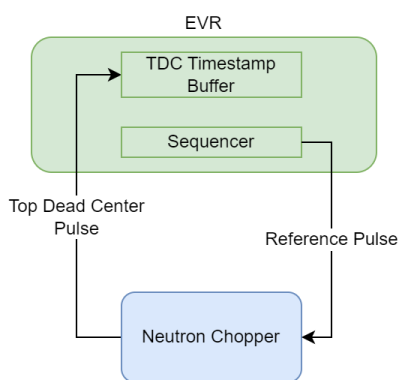 EVR
TDC Timestamp
Buffer
Sequencer
Top Dead Center
Pulse
Reference Pulse
Neutron Chopper